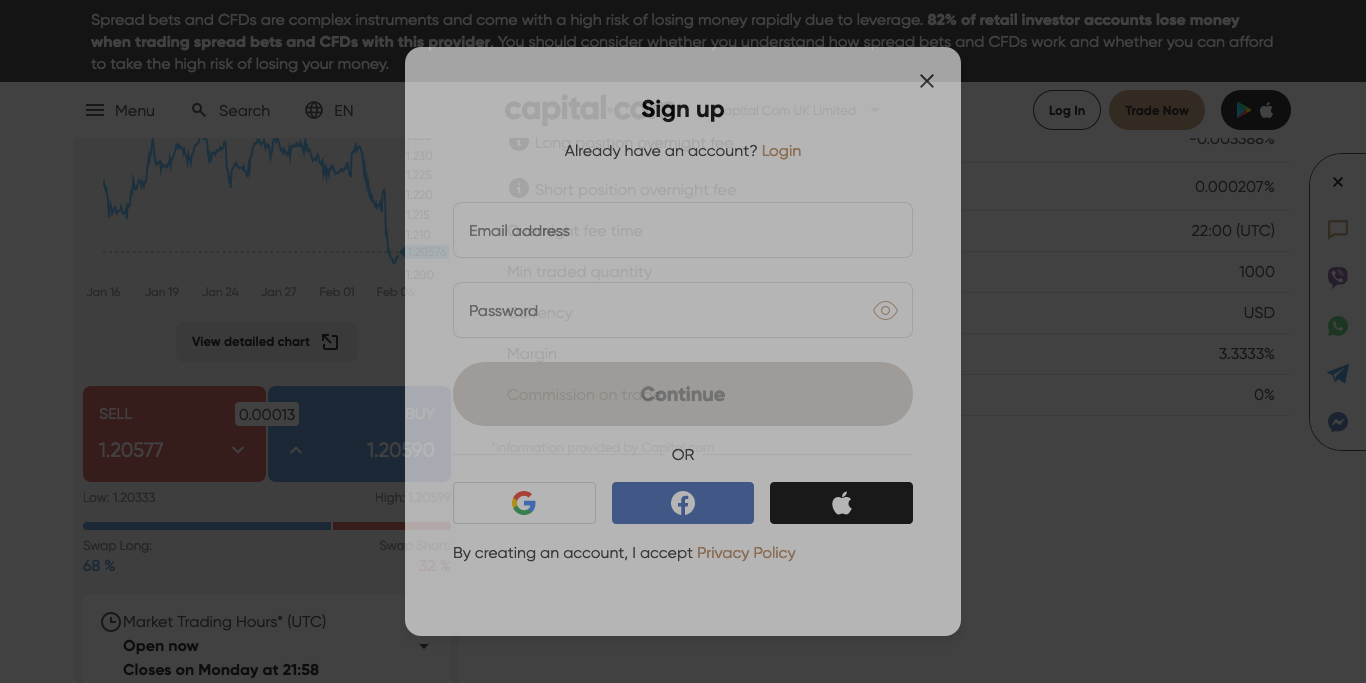 Spread bets and CFDs are complex instruments and come with a high risk of losing money rapidly due to leverage. 82% of retail investor accounts lose money
when trading spread bets and CFDs with this provider. You should consider whether you understand how spread bets and CFDs work and whether you can afford
to take the high risk of losing your money.
Menu
Search
EN
capital
Capital Com UK Limited
Log In
Trade Now
Sign up
Already have an account? Login
Long position overnight fee
-0.003388%
Short position overnight fee
0.000207%
Email address
fee time
22:00 (UTC)
Min traded quantity
1000
Password
USD
Margin
3.3333%
Commission on
Continue
0%
*Information provided by Capital.com
OR
By creating an account, I accept Privacy Policy
1.230
1.225
1.220
1.215
1.210
1.20576
1.200
Jan 16
Jan 19
Jan 24
Jan 27
Feb 01
Feb 06
View detailed chart
SELL
0.00013
BUY
1.20577
1.20590
Low: 1.20333
High: 1.20599
Swap Long:
Swap Short:
68 %
32 %
Market Trading Hours* (UTC)
Open now
Closes on Monday at 21:58